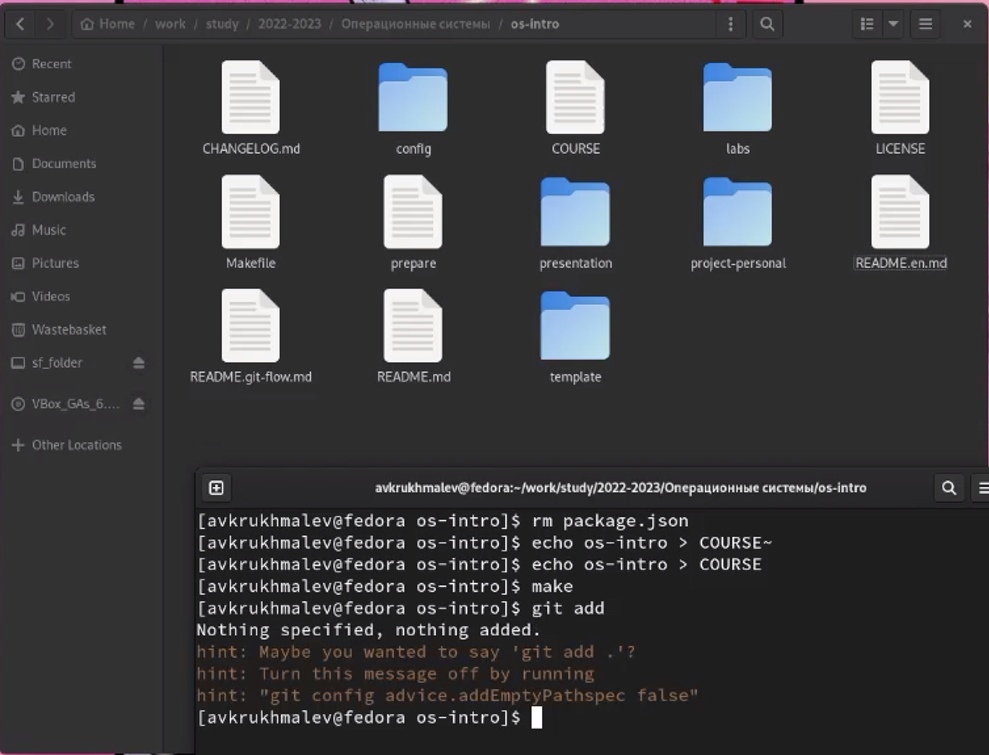 Home / work / study / 2022-2023 / Операционные системы / os-intro
Recent
Starred
Home
Documents
Downloads
Music
Pictures
Videos
Wastebasket
sf_folder
VBox_GAs_6....
Other Locations
CHANGELOG.md config COURSE labs LICENSE
Makefile prepare presentation project-personal README.en.md
README.git-flow.md README.md template
avkrukhmalev@fedora:~/work/study/2022-2023/Операционные системы/os-intro
[avkrukhmalev@fedora os-intro]$ rm package.json
[avkrukhmalev@fedora os-intro]$ echo os-intro > COURSE~
[avkrukhmalev@fedora os-intro]$ echo os-intro > COURSE
[avkrukhmalev@fedora os-intro]$ make
[avkrukhmalev@fedora os-intro]$ git add
Nothing specified, nothing added.
hint: Maybe you wanted to say 'git add .'?
hint: Turn this message off by running
hint: "git config advice.addEmptyPathspec false"
[avkrukhmalev@fedora os-intro]$